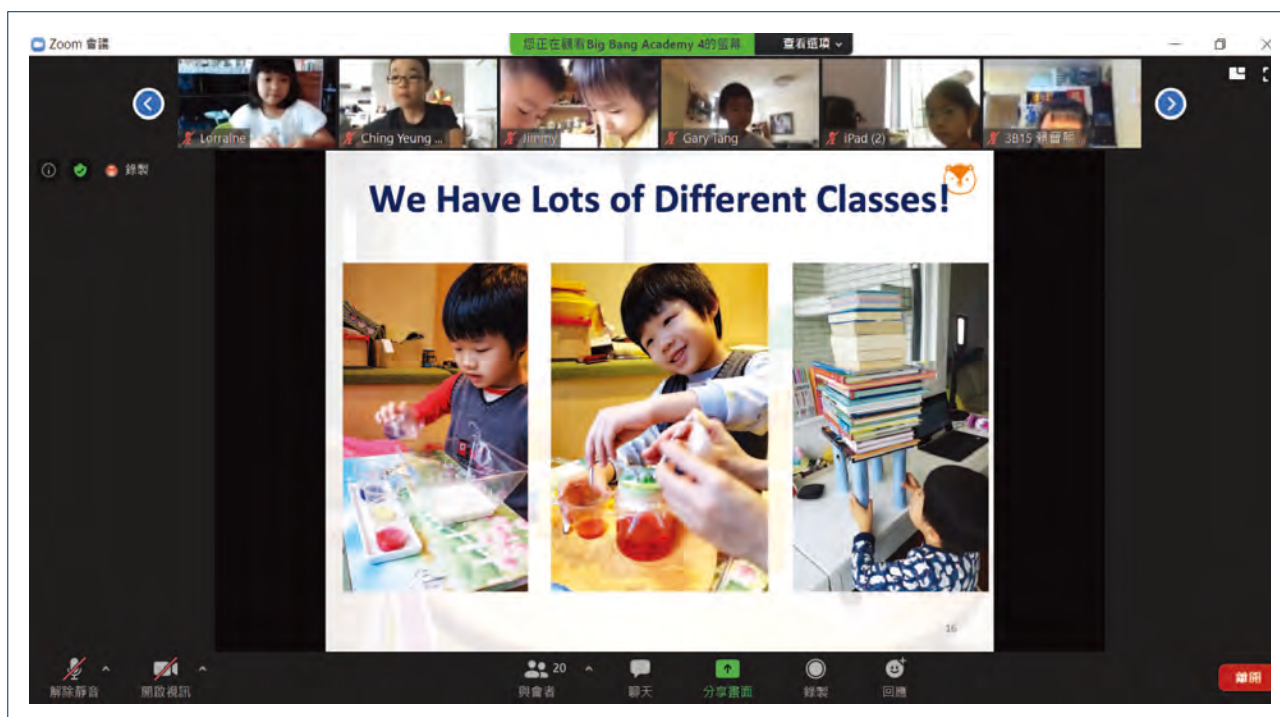 Zoom 會議
您正在觀看Big Bang Academy 4的螢幕
查看選項
Lorraine
Ching Yeung ...
Jimmy
Gary Tang
iPad (2)
3B15
錄製
We Have Lots of Different Classes!
16
解除靜音
開啟視訊
20
與會者
聊天
分享畫面
錄製
回應
離開